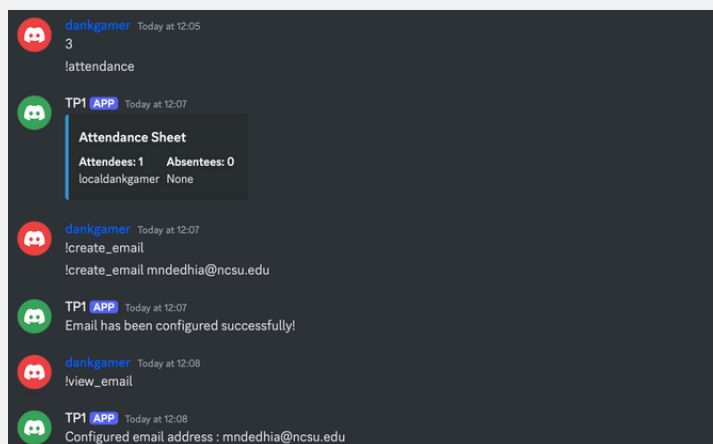 dankgamer Today at 12:05
3
!attendance
TP1 APP Today at 12:07
Attendance Sheet
Attendees: 1 Absentees: 0
localdankgamer None
dankgamer Today at 12:07
!create_email
!create_email mndedhia@ncsu.edu
TP1 APP Today at 12:07
Email has been configured successfully!
dankgamer Today at 12:08
!view_email
TP1 APP Today at 12:08
Configured email address : mndedhia@ncsu.edu